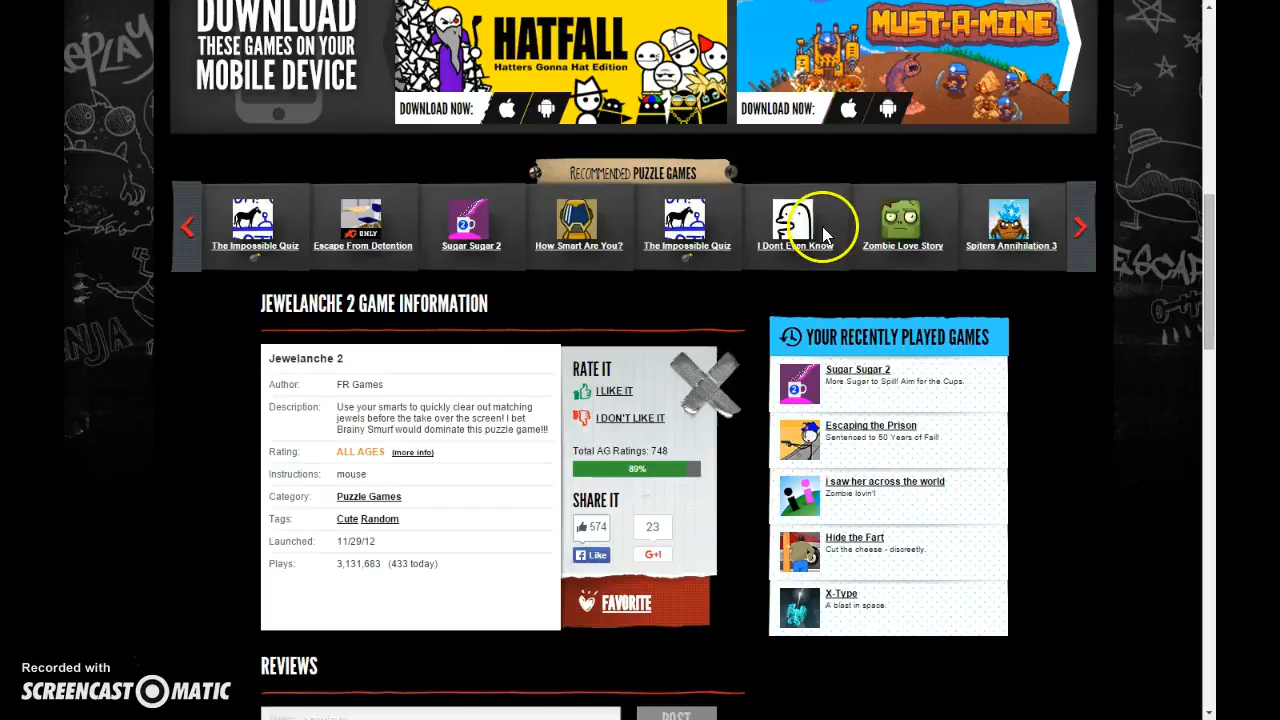 DOWNLOAD
THESE GAMES ON YOUR
MOBILE DEVICE
HATFALL
Hatters Gonna Hat Edition
DOWNLOAD NOW:
MUST-A-MINE
DOWNLOAD NOW:
RECOMMENDED PUZZLE GAMES
The Impossible Quiz
Escape From Detention
Sugar Sugar 2
How Smart Are You?
The Impossible Quiz
I Dont Even Know
Zombie Love Story
Spiters Annihilation 3
JEWELANCHE 2 GAME INFORMATION
Jewelanche 2
Author: FR Games
Description: Use your smarts to quickly clear out matching
jewels before the take over the screen! I bet
Brainy Smurf would dominate this puzzle game!!!
Rating: ALL AGES (more info)
Instructions: mouse
Category: Puzzle Games
Tags: Cute Random
Launched: 11/29/12
Plays: 3,131,683 (433 today)
RATE IT
I LIKE IT
I DON'T LIKE IT
Total AG Ratings: 748
89%
SHARE IT
574
23
Like
G+1
FAVORITE
YOUR RECENTLY PLAYED GAMES
Sugar Sugar 2
More Sugar to Spill! Aim for the Cups.
Escaping the Prison
Sentenced to 50 Years of Fail!
i saw her across the world
Zombie lovin'!
Hide the Fart
Cut the cheese - discreetly.
X-Type
A blast in space.
REVIEWS
POST
Recorded with
SCREENCAST-O-MATIC